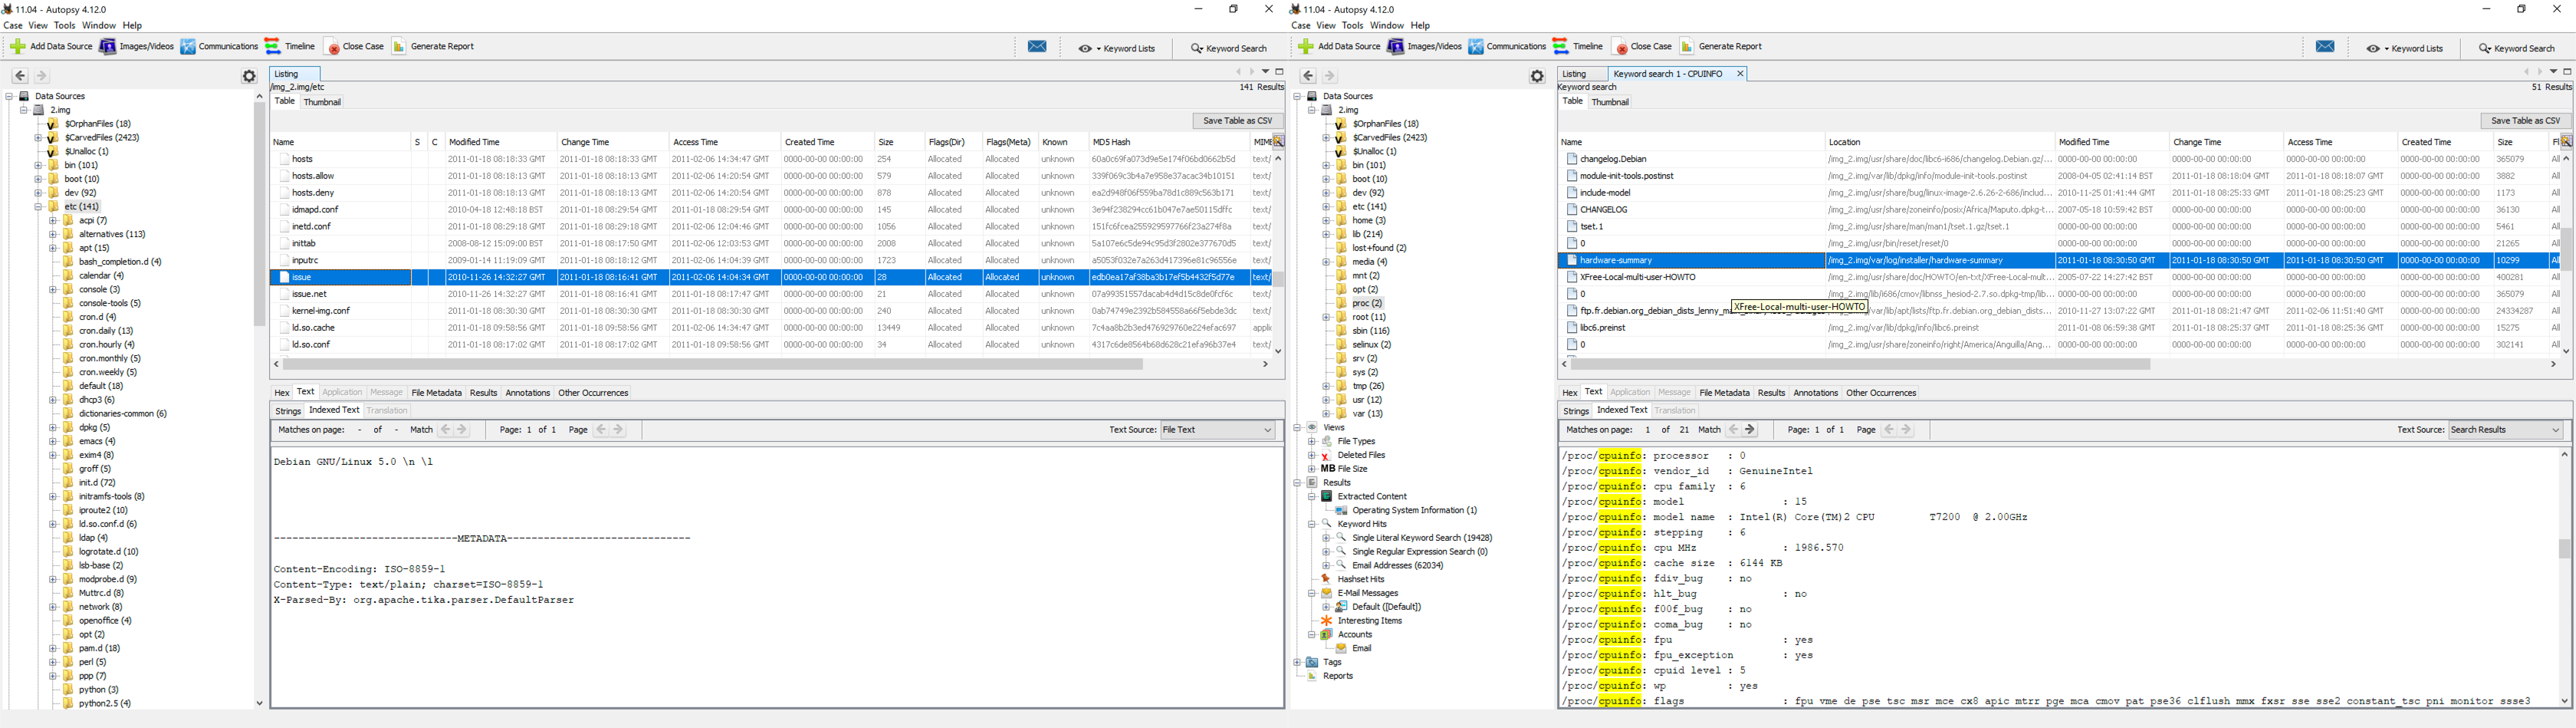 11.04 - Autopsy 4.12.0
Case View Tools Window Help
Add Data Source Images/Videos Communications Timeline Close Case Generate Report Keyword Lists Keyword Search
Data Sources
2.img
$OrphanFiles (18)
$CarvedFiles (2423)
$Unalloc (1)
bin (101)
boot (10)
dev (92)
etc (141)
acpi (7)
alternatives (113)
apt (15)
bash_completion.d (4)
calendar (4)
console (3)
console-tools (5)
cron.d (4)
cron.daily (13)
cron.hourly (4)
cron.monthly (5)
cron.weekly (5)
default (18)
dhcp3 (6)
dictionaries-common (6)
dpkg (5)
emacs (4)
exim4 (8)
groff (5)
init.d (72)
initramfs-tools (8)
iproute2 (10)
ld.so.conf.d (6)
ldap (4)
logrotate.d (10)
lsb-base (2)
modprobe.d (9)
Muttrc.d (8)
network (8)
openoffice (4)
opt (2)
pam.d (18)
perl (5)
ppp (7)
python (3)
python2.5 (4)
Listing
/img_2.img/etc 141 Results
Table Thumbnail
Save Table as CSV
Name S C Modified Time Change Time Access Time Created Time Size Flags(Dir) Flags(Meta) Known MD5 Hash MIME
hosts 2011-01-18 08:18:33 GMT 2011-01-18 08:18:33 GMT 2011-02-06 14:34:47 GMT 0000-00-00 00:00:00 254 Allocated Allocated unknown 60a0c69fa073d9e5e174f06bd0662b5d text/
hosts.allow 2011-01-18 08:18:13 GMT 2011-01-18 08:18:13 GMT 2011-02-06 14:20:54 GMT 0000-00-00 00:00:00 579 Allocated Allocated unknown 339f069c3b4a7e958e37acac34b10151 text/
hosts.deny 2011-01-18 08:18:13 GMT 2011-01-18 08:18:13 GMT 2011-02-06 14:20:54 GMT 0000-00-00 00:00:00 878 Allocated Allocated unknown ea2d948f06f559ba78d1c889c563b171 text/
idmapd.conf 2010-04-18 12:48:18 BST 2011-01-18 08:29:54 GMT 2011-01-18 08:29:54 GMT 0000-00-00 00:00:00 145 Allocated Allocated unknown 3e94f238294cc61b047e7ae50115dffc text/
inetd.conf 2011-01-18 08:29:18 GMT 2011-01-18 08:29:18 GMT 2011-02-06 12:04:46 GMT 0000-00-00 00:00:00 1056 Allocated Allocated unknown 151fc6fcea255929597766f23a274f8a text/
inittab 2008-08-12 15:09:00 BST 2011-01-18 08:17:50 GMT 2011-02-06 12:03:53 GMT 0000-00-00 00:00:00 2008 Allocated Allocated unknown 5a107e6c5de94c95d3f2802e377670d5 text/
inputrc 2009-01-14 11:19:09 GMT 2011-01-18 08:18:12 GMT 2011-02-06 14:04:39 GMT 0000-00-00 00:00:00 1723 Allocated Allocated unknown a5053f032e7a263d417396e81c96556e text/
issue 2010-11-26 14:32:27 GMT 2011-01-18 08:16:41 GMT 2011-02-06 14:04:34 GMT 0000-00-00 00:00:00 28 Allocated Allocated unknown edb0ea17af38ba3b17ef5b4432f5d77e text/
issue.net 2010-11-26 14:32:27 GMT 2011-01-18 08:16:41 GMT 2011-01-18 08:17:47 GMT 0000-00-00 00:00:00 21 Allocated Allocated unknown 07a99351557dacab4d4d15c8de0fcf6c text/
kernel-img.conf 2011-01-18 08:25:20 GMT 2011-01-18 08:25:20 GMT 2011-01-18 08:26:30 GMT 0000-00-00 00:00:00 240 Allocated Allocated unknown 0ab74749e2392b584558a66f5ebde3dc text/
ld.so.cache 2011-01-18 09:58:56 GMT 2011-01-18 09:58:56 GMT 2011-02-06 14:34:47 GMT 0000-00-00 00:00:00 13449 Allocated Allocated unknown 7c4aa8b2b3ed476929760e224efac697 applic
ld.so.conf 2011-01-18 08:17:02 GMT 2011-01-18 08:17:02 GMT 2011-01-18 09:58:56 GMT 0000-00-00 00:00:00 34 Allocated Allocated unknown 4317c6de8564b68d628c21efa96b37e4 text/
Hex Text Application Message File Metadata Results Annotations Other Occurrences
Strings Indexed Text Translation
Matches on page: - of - Match Page: 1 of 1 Page Text Source: File Text
Debian GNU/Linux 5.0 \n \l
------------------------------METADATA------------------------------
Content-Encoding: ISO-8859-1
Content-Type: text/plain; charset=ISO-8859-1
X-Parsed-By: org.apache.tika.parser.DefaultParser
11.04 - Autopsy 4.12.0
Case View Tools Window Help
Add Data Source Images/Videos Communications Timeline Close Case Generate Report Keyword Lists Keyword Search
Data Sources
2.img
$OrphanFiles (18)
$CarvedFiles (2423)
$Unalloc (1)
bin (101)
boot (10)
dev (92)
etc (141)
home (3)
lib (214)
lost+found (2)
media (4)
mnt (2)
opt (2)
proc (2)
root (11)
sbin (116)
selinux (2)
srv (2)
sys (2)
tmp (26)
usr (12)
var (13)
Views
File Types
Deleted Files
MB File Size
Results
Extracted Content
Operating System Information (1)
Keyword Hits
Single Literal Keyword Search (19428)
Single Regular Expression Search (0)
Email Addresses (62034)
Hashset Hits
E-Mail Messages
Default ([Default])
Interesting Items
Accounts
Email
Tags
Reports
Listing Keyword search 1 - CPUINFO
Keyword search 51 Results
Table Thumbnail
Save Table as CSV
Name Location Modified Time Change Time Access Time Created Time Size Fl
changelog.Debian /img_2.img/usr/share/doc/libc6/changelog.Debian.gz/... 0000-00-00 00:00:00 0000-00-00 00:00:00 0000-00-00 00:00:00 0000-00-00 00:00:00 365079 All
module-init-tools.postinst /img_2.img/var/lib/dpkg/info/module-init-tools.postinst 2008-04-05 02:41:14 BST 2011-01-18 08:18:04 GMT 2011-01-18 08:18:07 GMT 0000-00-00 00:00:00 3882 All
include-model /img_2.img/usr/share/bug/linux-image-2.6.26-2-686/includ... 2010-11-25 01:41:44 GMT 2011-01-18 08:25:33 GMT 2011-01-18 08:25:23 GMT 0000-00-00 00:00:00 1173 All
CHANGELOG /img_2.img/usr/share/zoneinfo/posix/Africa/Maputo.dpkg-t... 2007-05-18 10:59:42 BST 0000-00-00 00:00:00 0000-00-00 00:00:00 0000-00-00 00:00:00 36130 All
tset.1 /img_2.img/usr/share/man/man1/tset.1.gz/tset.1 0000-00-00 00:00:00 0000-00-00 00:00:00 0000-00-00 00:00:00 0000-00-00 00:00:00 5461 All
0 /img_2.img/usr/bin/reset/reset/0 0000-00-00 00:00:00 0000-00-00 00:00:00 0000-00-00 00:00:00 0000-00-00 00:00:00 21265 All
hardware-summary /img_2.img/var/log/installer/hardware-summary 2011-01-18 08:30:50 GMT 2011-01-18 08:30:50 GMT 2011-01-18 08:30:50 GMT 0000-00-00 00:00:00 10299 All
XFree-Local-multi-user-HOWTO /img_2.img/usr/share/doc/HOWTO/en-txt/XFree-Local-mult... 2005-07-22 14:27:42 BST 0000-00-00 00:00:00 0000-00-00 00:00:00 0000-00-00 00:00:00 400281 All
0 /img_2.img/lib/i686/cmov/libnss_hesiod-2.7.so.dpkg-tmp/lib... 0000-00-00 00:00:00 0000-00-00 00:00:00 0000-00-00 00:00:00 0000-00-00 00:00:00 365079 All
XFree-Local-multi-user-HOWTO
ftp.fr.debian.org_debian_dists_lenny_ma /var/lib/apt/lists/ftp.fr.debian.org_debian_dists... 2010-11-27 13:07:22 GMT 2011-01-18 08:21:47 GMT 2011-02-06 11:51:40 GMT 0000-00-00 00:00:00 24334287 All
libc6.preinst /img_2.img/var/lib/dpkg/info/libc6.preinst 2011-01-08 06:59:38 GMT 2011-01-18 08:25:37 GMT 2011-01-18 08:25:36 GMT 0000-00-00 00:00:00 15275 All
0 /img_2.img/usr/share/zoneinfo/right/America/Anguilla/Ang... 0000-00-00 00:00:00 0000-00-00 00:00:00 0000-00-00 00:00:00 0000-00-00 00:00:00 302141 All
Hex Text Application Message File Metadata Results Annotations Other Occurrences
Strings Indexed Text Translation
Matches on page: 1 of 21 Match Page: 1 of 1 Page Text Source: Search Results
/proc/cpuinfo: processor : 0
/proc/cpuinfo: vendor_id : GenuineIntel
/proc/cpuinfo: cpu family : 6
/proc/cpuinfo: model : 15
/proc/cpuinfo: model name : Intel(R) Core(TM)2 CPU T7200 @ 2.00GHz
/proc/cpuinfo: stepping : 6
/proc/cpuinfo: cpu MHz : 1986.570
/proc/cpuinfo: cache size : 6144 KB
/proc/cpuinfo: fdiv_bug : no
/proc/cpuinfo: hlt_bug : no
/proc/cpuinfo: f00f_bug : no
/proc/cpuinfo: coma_bug : no
/proc/cpuinfo: fpu : yes
/proc/cpuinfo: fpu_exception : yes
/proc/cpuinfo: cpuid level : 5
/proc/cpuinfo: wp : yes
/proc/cpuinfo: flags : fpu vme de pse tsc msr mce cx8 apic mtrr pge mca cmov pat pse36 clflush mmx fxsr sse sse2 constant_tsc pni monitor ssse3